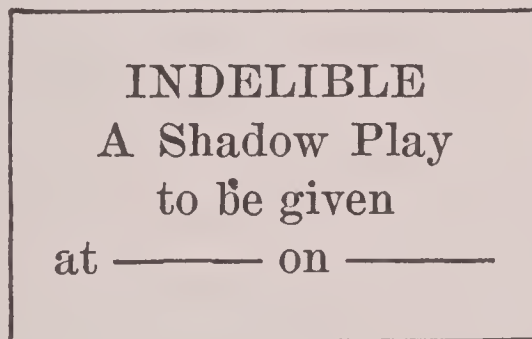 INDELIBLE
A Shadow Play
to be given
at ——— on ———